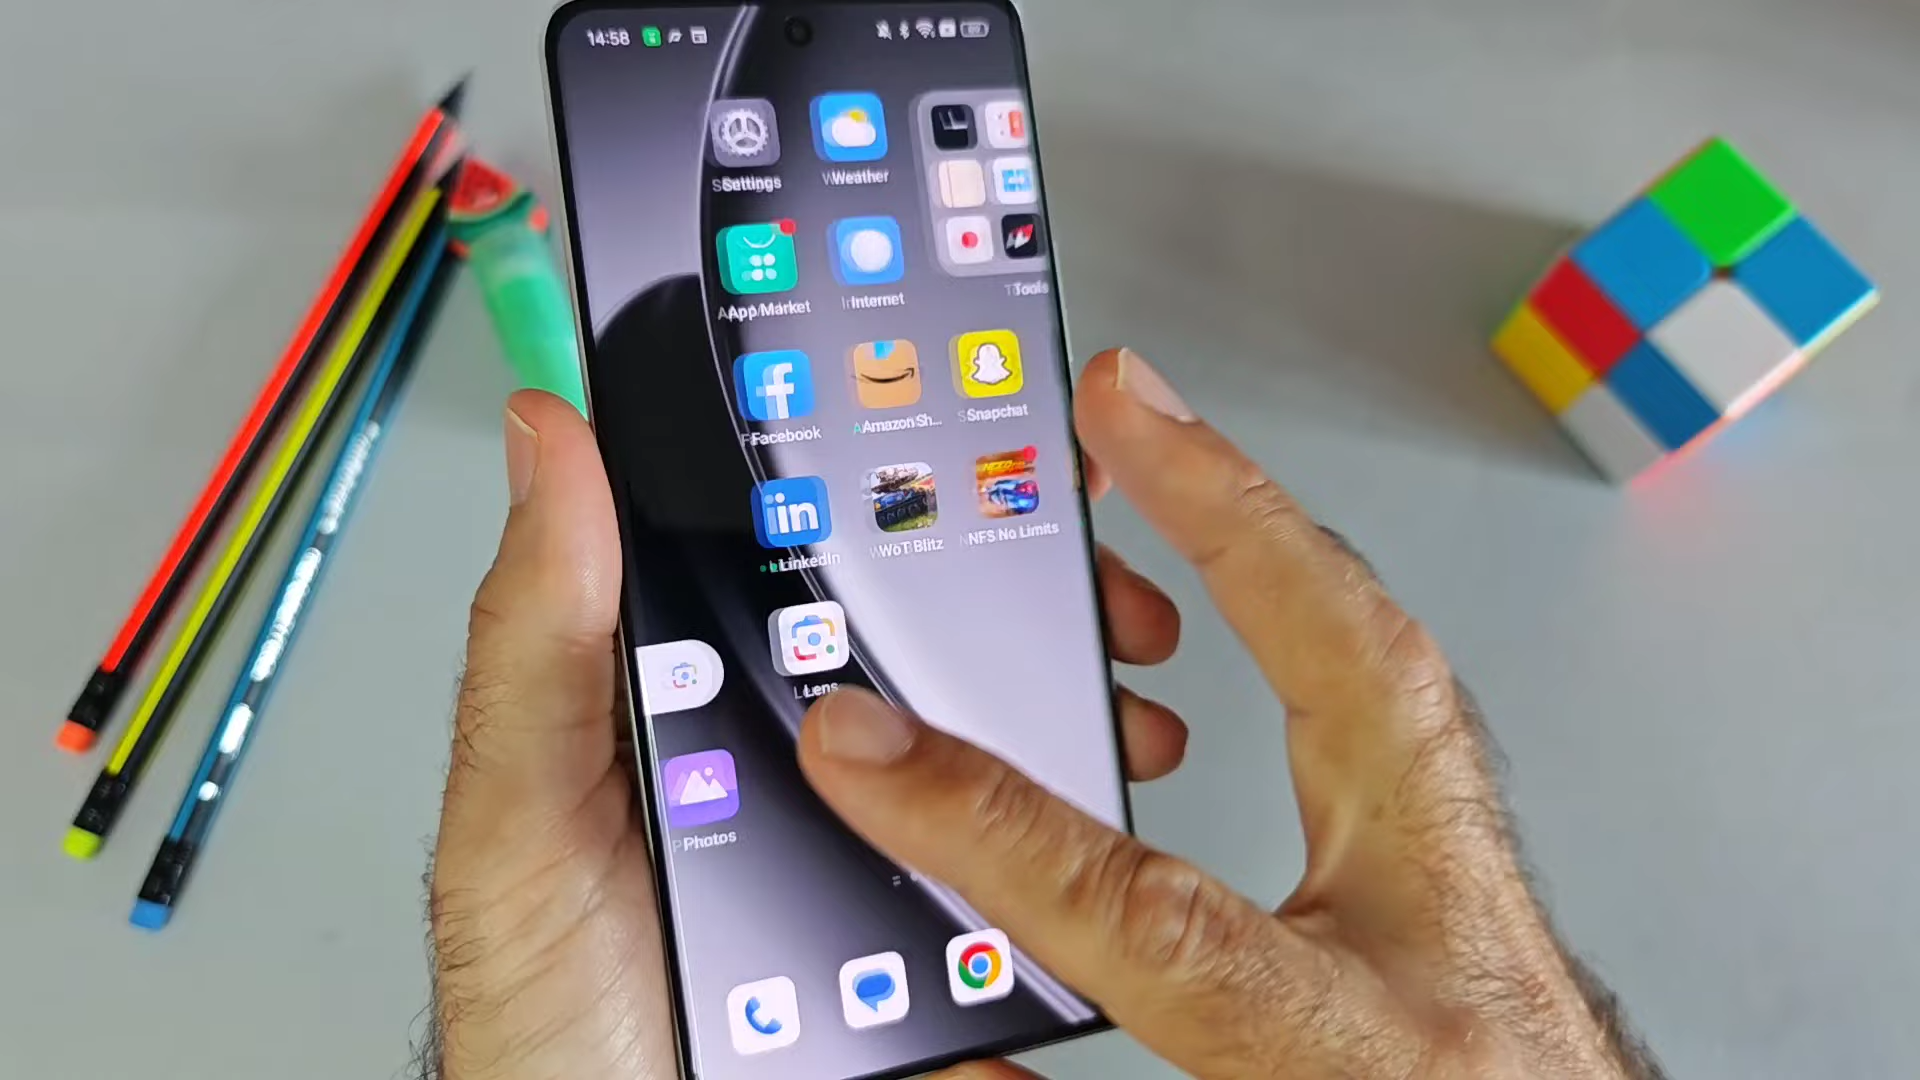 14:58
89
Settings
Weather
Tools
App Market
Internet
Facebook
Amazon Sh...
Snapchat
in
LinkedIn
WoT Blitz
NFS No Limits
Lens
Photos